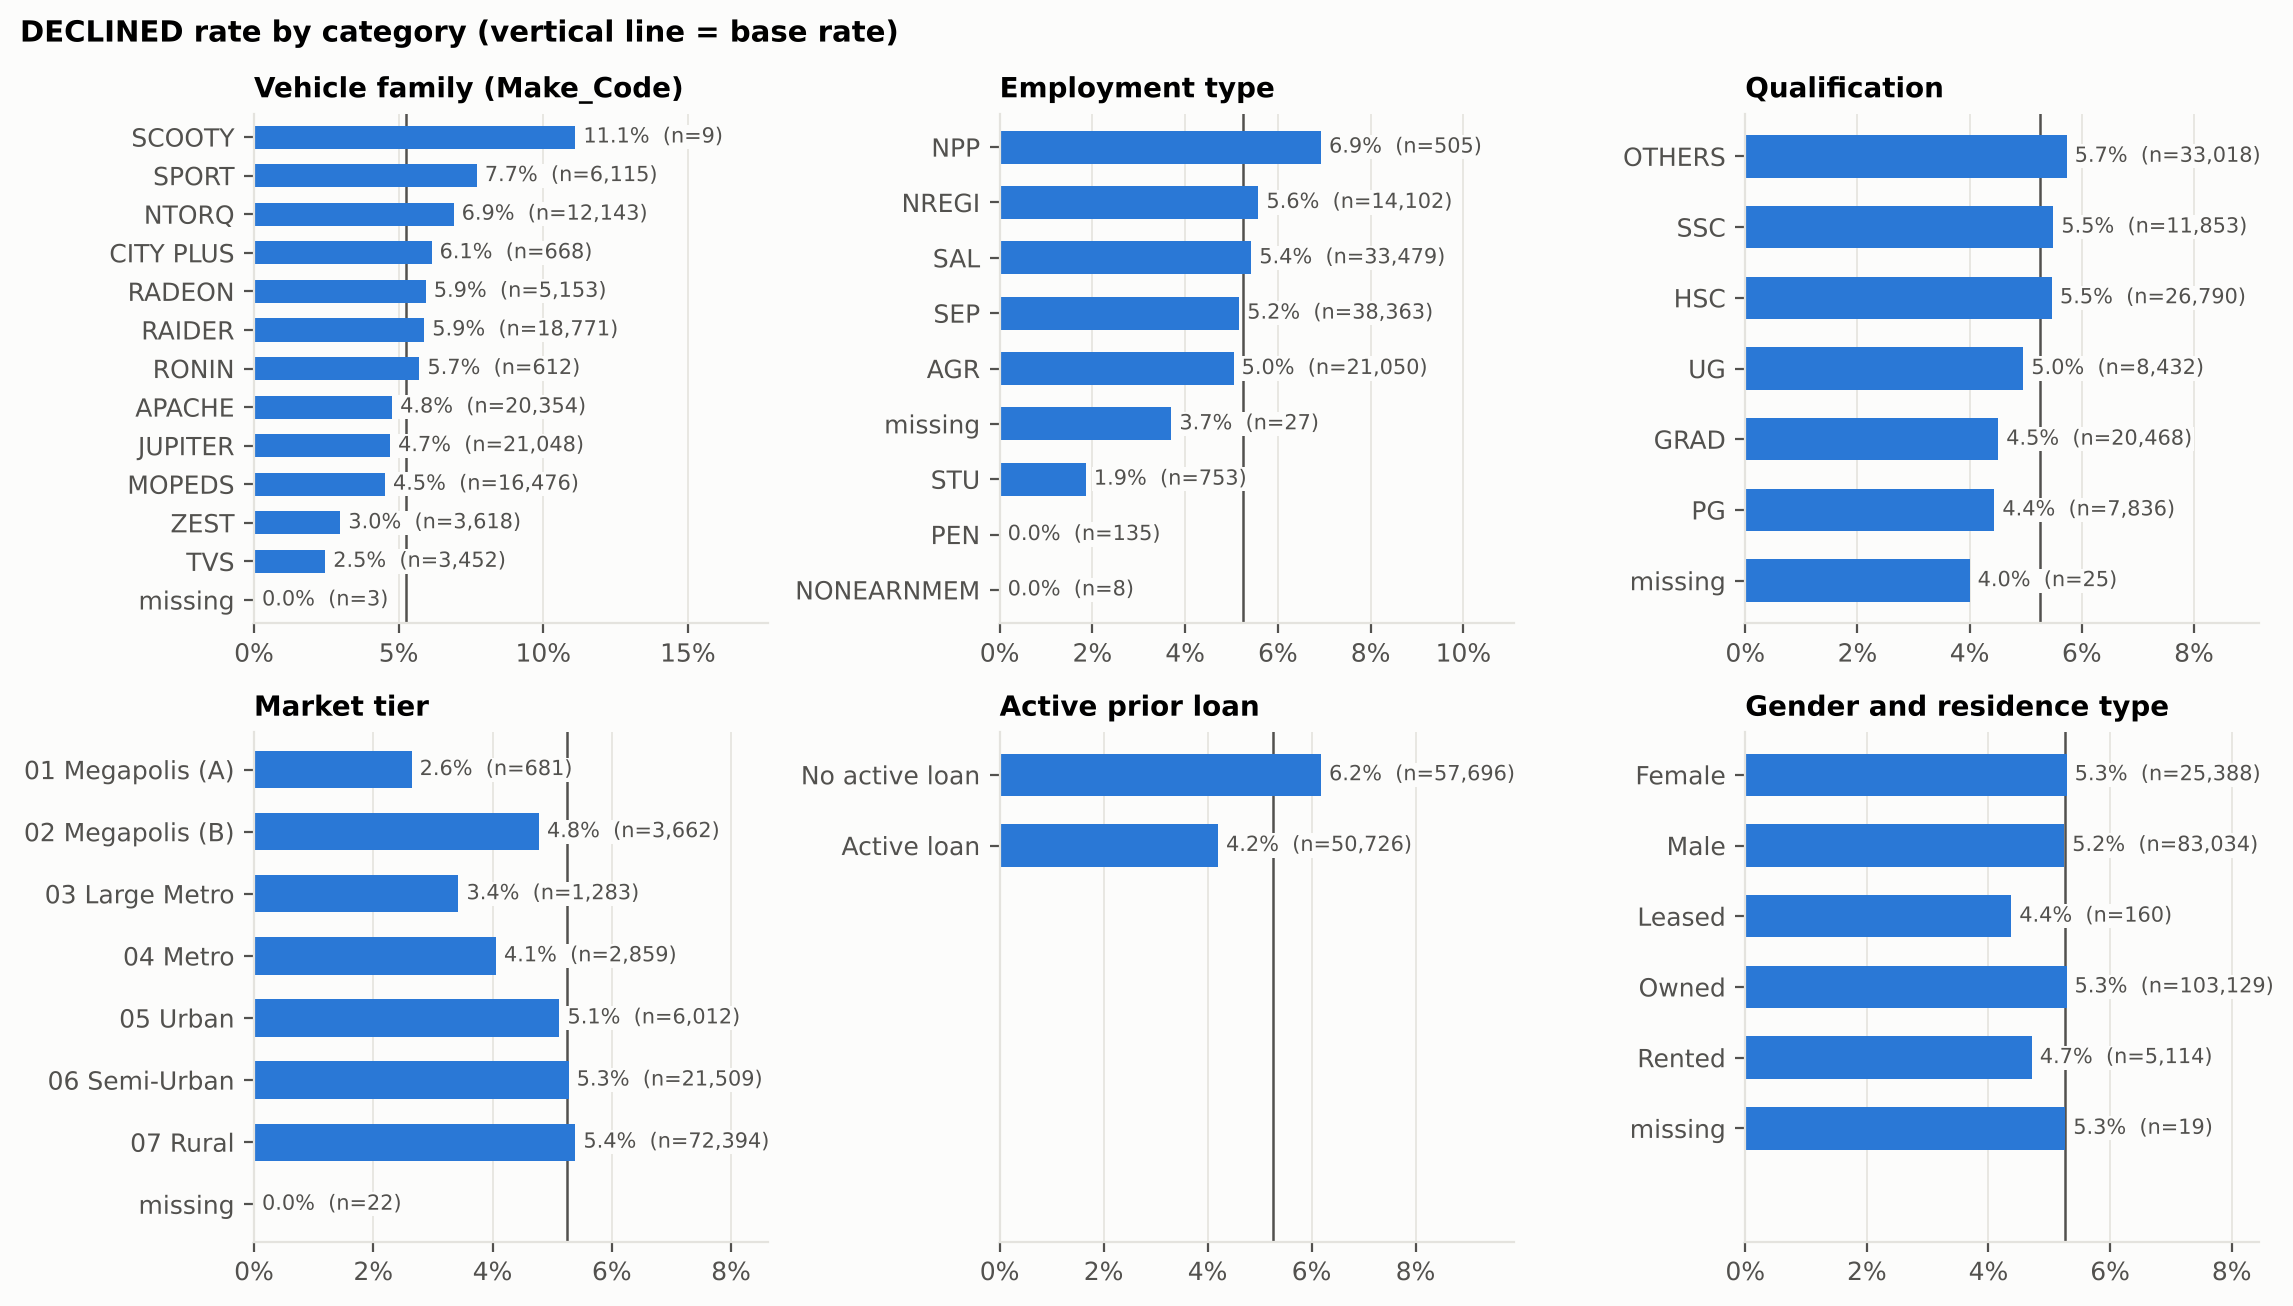 DECLINED rate by category (vertical line = base rate)
Vehicle family (Make_Code)
SCOOTY 11.1% (n=9)
SPORT 7.7% (n=6,115)
NTORQ 6.9% (n=12,143)
CITY PLUS 6.1% (n=668)
RADEON 5.9% (n=5,153)
RAIDER 5.9% (n=18,771)
RONIN 5.7% (n=612)
APACHE 4.8% (n=20,354)
JUPITER 4.7% (n=21,048)
MOPEDS 4.5% (n=16,476)
ZEST 3.0% (n=3,618)
TVS 2.5% (n=3,452)
missing 0.0% (n=3)
0% 5% 10% 15%
Employment type
NPP 6.9% (n=505)
NREGI 5.6% (n=14,102)
SAL 5.4% (n=33,479)
SEP 5.2% (n=38,363)
AGR 5.0% (n=21,050)
missing 3.7% (n=27)
STU 1.9% (n=753)
PEN 0.0% (n=135)
NONEARNMEM 0.0% (n=8)
0% 2% 4% 6% 8% 10%
Qualification
OTHERS 5.7% (n=33,018)
SSC 5.5% (n=11,853)
HSC 5.5% (n=26,790)
UG 5.0% (n=8,432)
GRAD 4.5% (n=20,468)
PG 4.4% (n=7,836)
missing 4.0% (n=25)
0% 2% 4% 6% 8%
Market tier
01 Megapolis (A) 2.6% (n=681)
02 Megapolis (B) 4.8% (n=3,662)
03 Large Metro 3.4% (n=1,283)
04 Metro 4.1% (n=2,859)
05 Urban 5.1% (n=6,012)
06 Semi-Urban 5.3% (n=21,509)
07 Rural 5.4% (n=72,394)
missing 0.0% (n=22)
0% 2% 4% 6% 8%
Active prior loan
No active loan 6.2% (n=57,696)
Active loan 4.2% (n=50,726)
0% 2% 4% 6% 8%
Gender and residence type
Female 5.3% (n=25,388)
Male 5.2% (n=83,034)
Leased 4.4% (n=160)
Owned 5.3% (n=103,129)
Rented 4.7% (n=5,114)
missing 5.3% (n=19)
0% 2% 4% 6% 8%